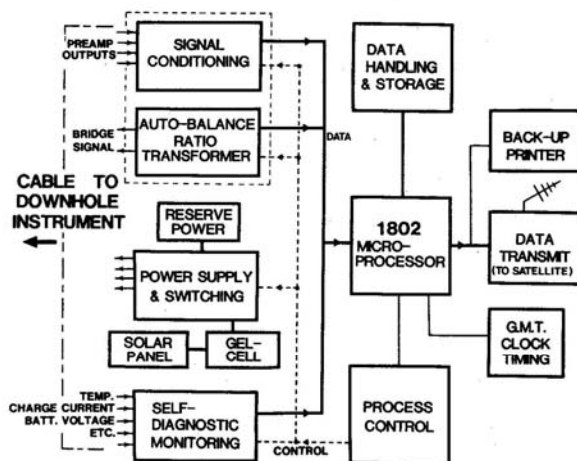 PREAMP
OUTPUTS
SIGNAL
CONDITIONING
BRIDGE
SIGNAL
AUTO-BALANCE
RATIO
TRANSFORMER
DATA
CABLE TO
DOWNHOLE
INSTRUMENT
RESERVE
POWER
POWER SUPPLY
& SWITCHING
SOLAR
PANEL
GEL-
CELL
TEMP.
CHARGE CURRENT
BATT. VOLTAGE
ETC.
SELF-
DIAGNOSTIC
MONITORING
CONTROL
DATA
HANDLING
& STORAGE
1802
MICRO-
PROCESSOR
PROCESS
CONTROL
BACK-UP
PRINTER
DATA
TRANSMIT
(TO SATELLITE)
G.M.T.
CLOCK
TIMING